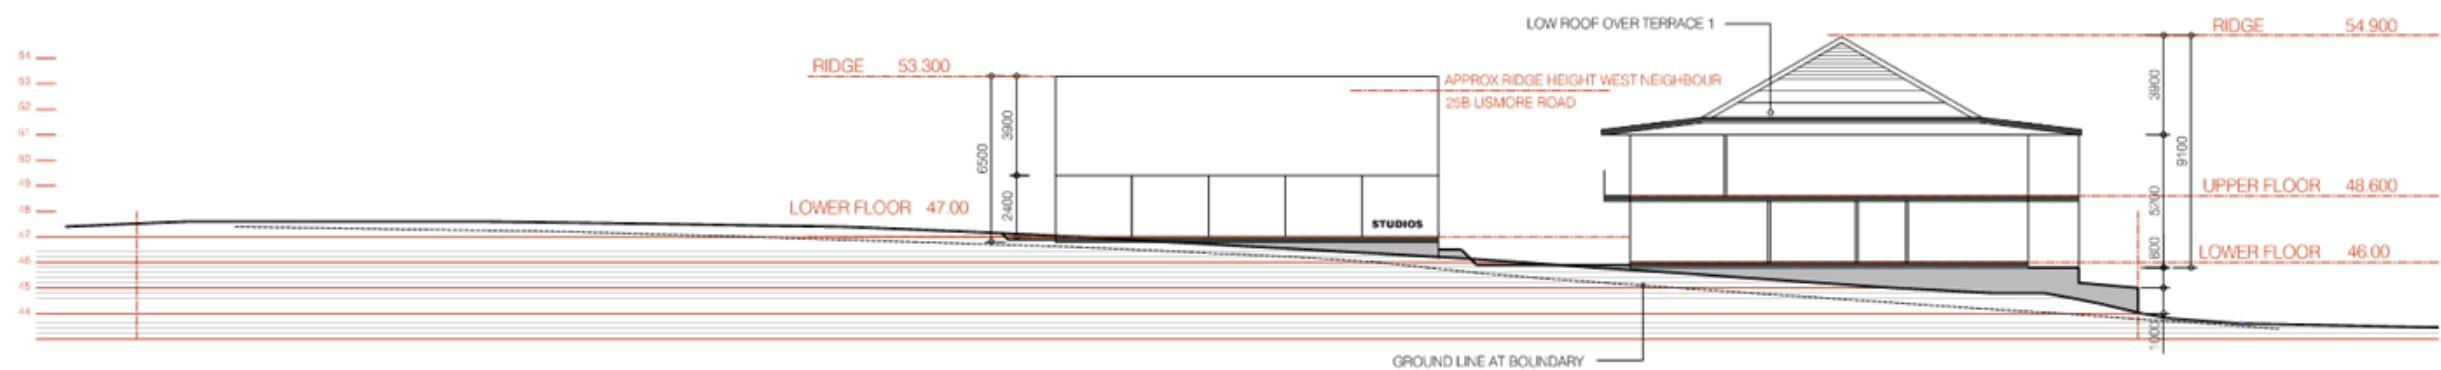 LOW ROOF OVER TERRACE 1
RIDGE 54.900
54
RIDGE 53.300
APPROX RIDGE HEIGHT WEST NEIGHBOUR
25B LISMORE ROAD
53
52
51
50
49
48
47
46
45
44
3900
6500
2400
3900
9100
5200
800
1000
UPPER FLOOR 48.600
LOWER FLOOR 47.00
STUDIOS
LOWER FLOOR 46.00
GROUND LINE AT BOUNDARY